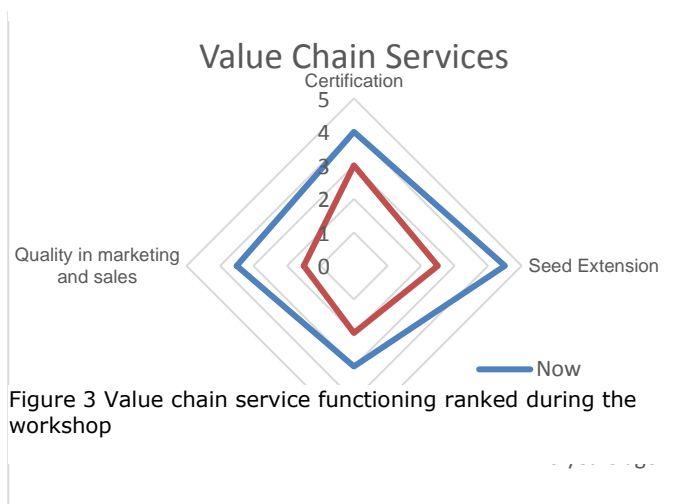 Value Chain Services
Certification
5
4
3
2
1
0
Quality in marketing
and sales
Seed Extension
Now
Figure 3 Value chain service functioning ranked during the
workshop